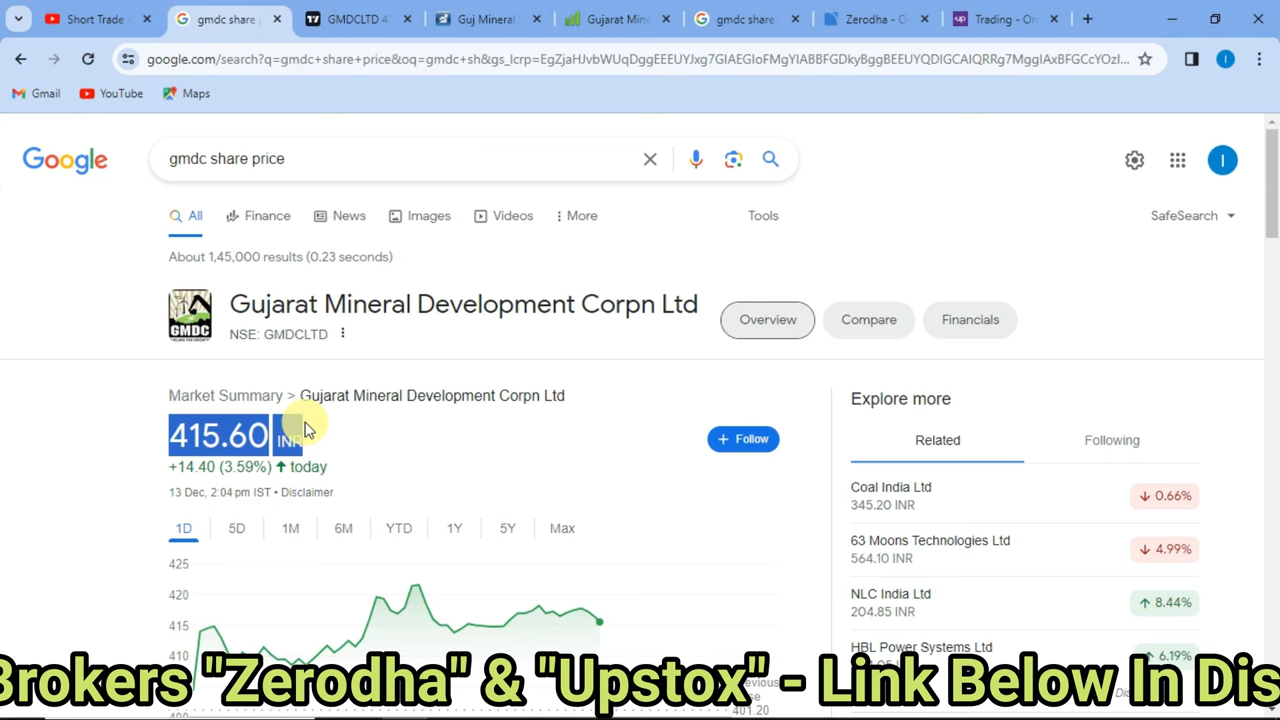 Short Trade -
gmdc share p
GMDCLTD 4
Guj Mineral
Gujarat Mine
gmdc share
Zerodha - O
up
Trading - On
google.com/search?q=gmdc+share+price&oq=gmdc+sh&gs_lcrp=EgZjaHJvbWUqDggEEEUYJxg7GIAEGIoFMgYIABBFGDkyBggBEEUYQDIGCAIQRRg7MggIAxBFGCcYOzI...
I
Gmail
YouTube
Maps
Google
gmdc share price
I
All
Finance
News
Images
Videos
More
Tools
SafeSearch
About 1,45,000 results (0.23 seconds)
GMDC
Gujarat Mineral Development Corpn Ltd
NSE: GMDCLTD
Overview
Compare
Financials
Market Summary > Gujarat Mineral Development Corpn Ltd
415.60 INR
+ Follow
+14.40 (3.59%) ↑ today
13 Dec, 2:04 pm IST • Disclaimer
1D 5D 1M 6M YTD 1Y 5Y Max
425
420
415
410
401.20
Explore more
Related
Following
Coal India Ltd
345.20 INR
↓ 0.66%
63 Moons Technologies Ltd
564.10 INR
↓ 4.99%
NLC India Ltd
204.85 INR
↑ 8.44%
HBL Power Systems Ltd
↑ 6.19%
Brokers "Zerodha" & "Upstox" - Link Below In Dis